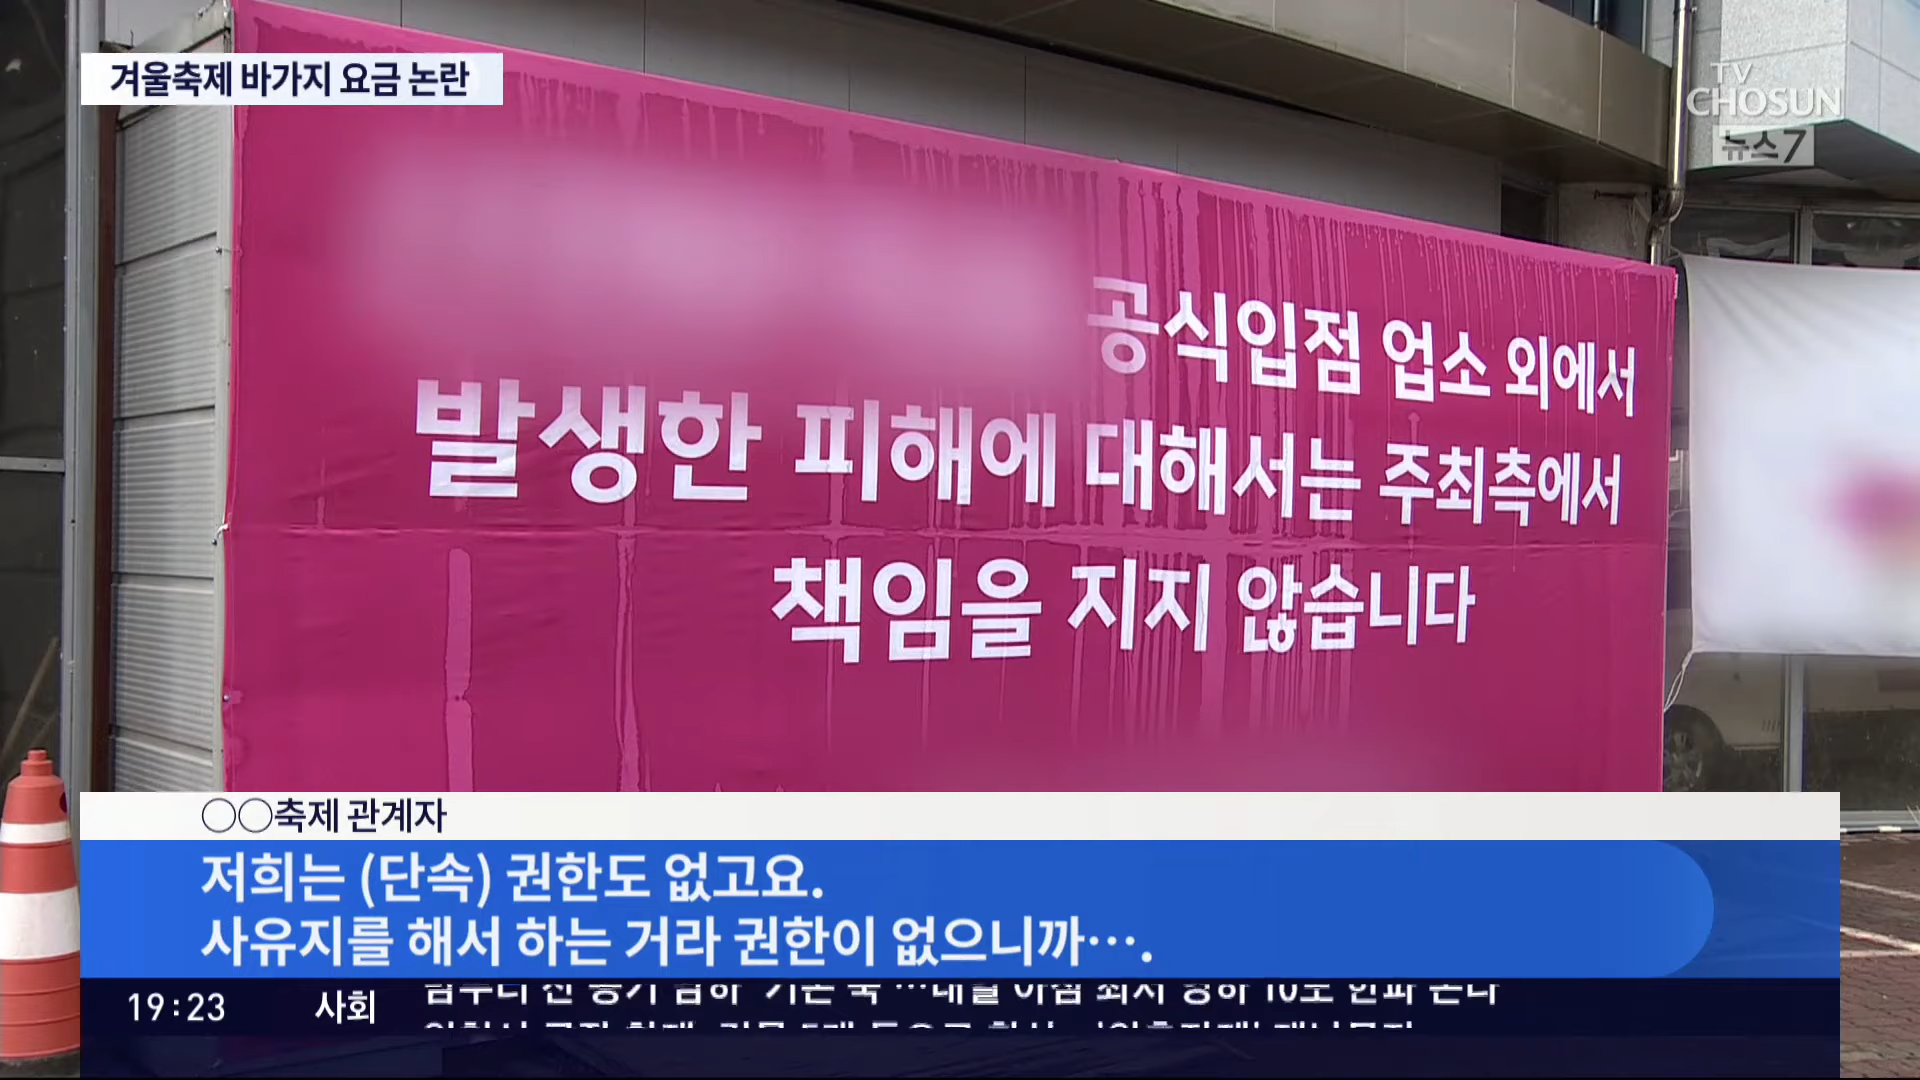 겨울축제 바가지 요금 논란
TV
CHOSUN
뉴스7
공식입점 업소 외에서
발생한 피해에 대해서는 주최측에서
책임을 지지 않습니다
○○축제 관계자
저희는 (단속) 권한도 없고요.
사유지를 해서 하는 거라 권한이 없으니까….
19:23 사회